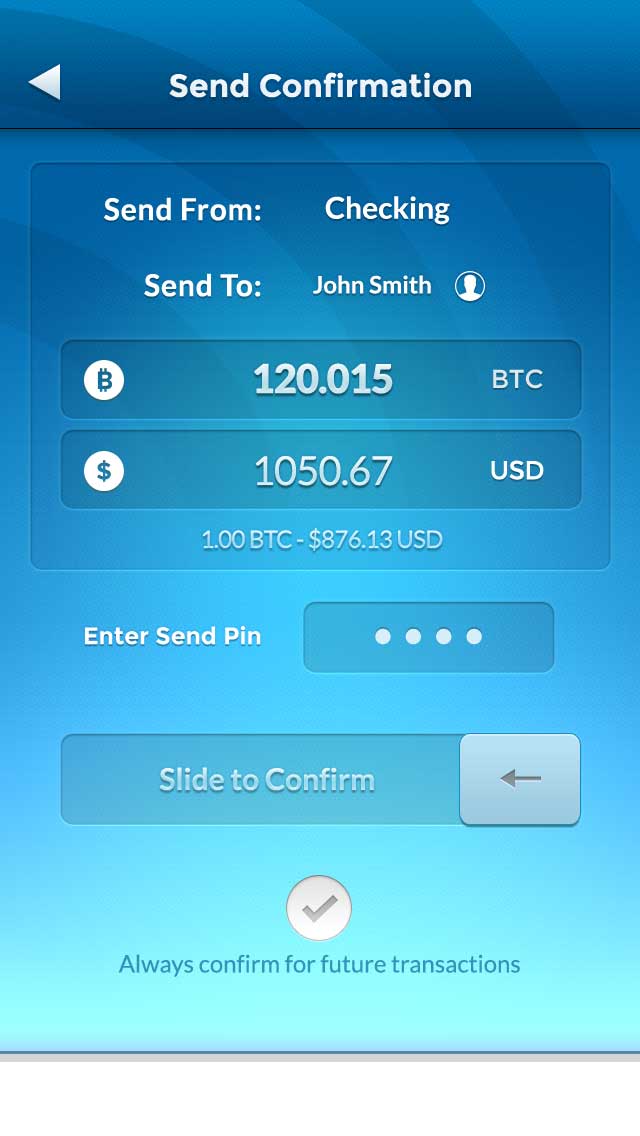 Send Confirmation
Send From: Checking
Send To: John Smith
120.015 BTC
$ 1050.67 USD
1.00 BTC - $876.13 USD
Enter Send Pin
Slide to Confirm
Always confirm for future transactions